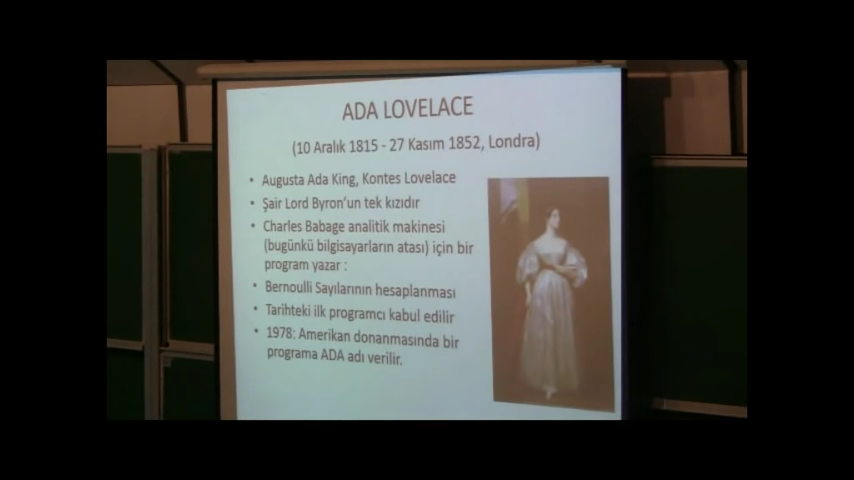 ADA LOVELACE
(10 Aralık 1815 - 27 Kasım 1852, Londra)
• Augusta Ada King, Kontes Lovelace
• Şair Lord Byron'un tek kızıdır
• Charles Babage analitik makinesi
(bugünkü bilgisayarların atası) için bir
program yazar :
• Bernoulli Sayılarının hesaplanması
• Tarihteki ilk programcı kabul edilir
• 1978: Amerikan donanmasında bir
programa ADA adı verilir.